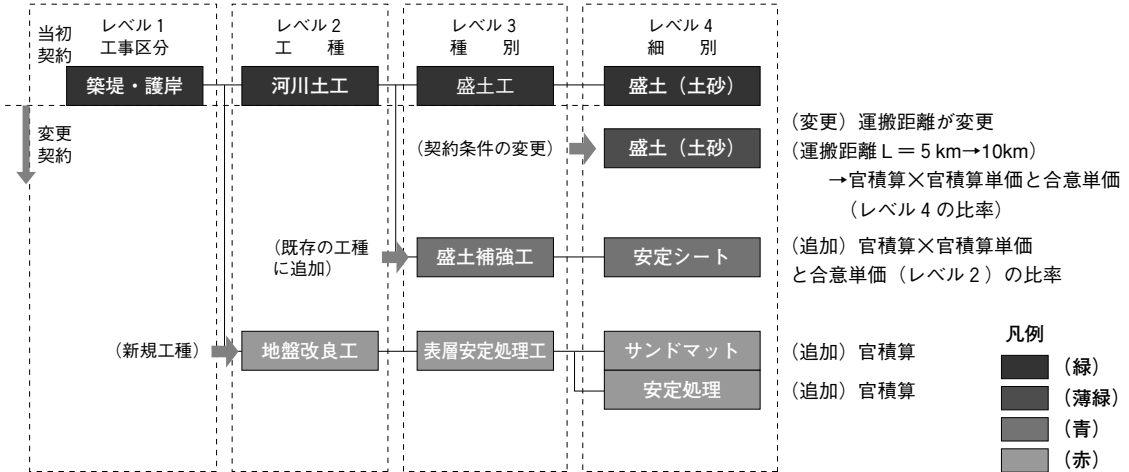 当初
契約
レベル1
工事区分
レベル2
工　種
レベル3
種　別
レベル4
細　別
築堤・護岸
河川土工
盛土工
盛土（土砂）
変更
契約
（契約条件の変更）
盛土（土砂）
（変更）運搬距離が変更
（運搬距離L＝5km→10km）
→官積算×官積算単価と合意単価
（レベル4の比率）
（既存の工種
に追加）
盛土補強工
安定シート
（追加）官積算×官積算単価
と合意単価（レベル2）の比率
（新規工種）
地盤改良工
表層安定処理工
サンドマット
（追加）官積算
安定処理
（追加）官積算
凡例
（緑）
（薄緑）
（青）
（赤）